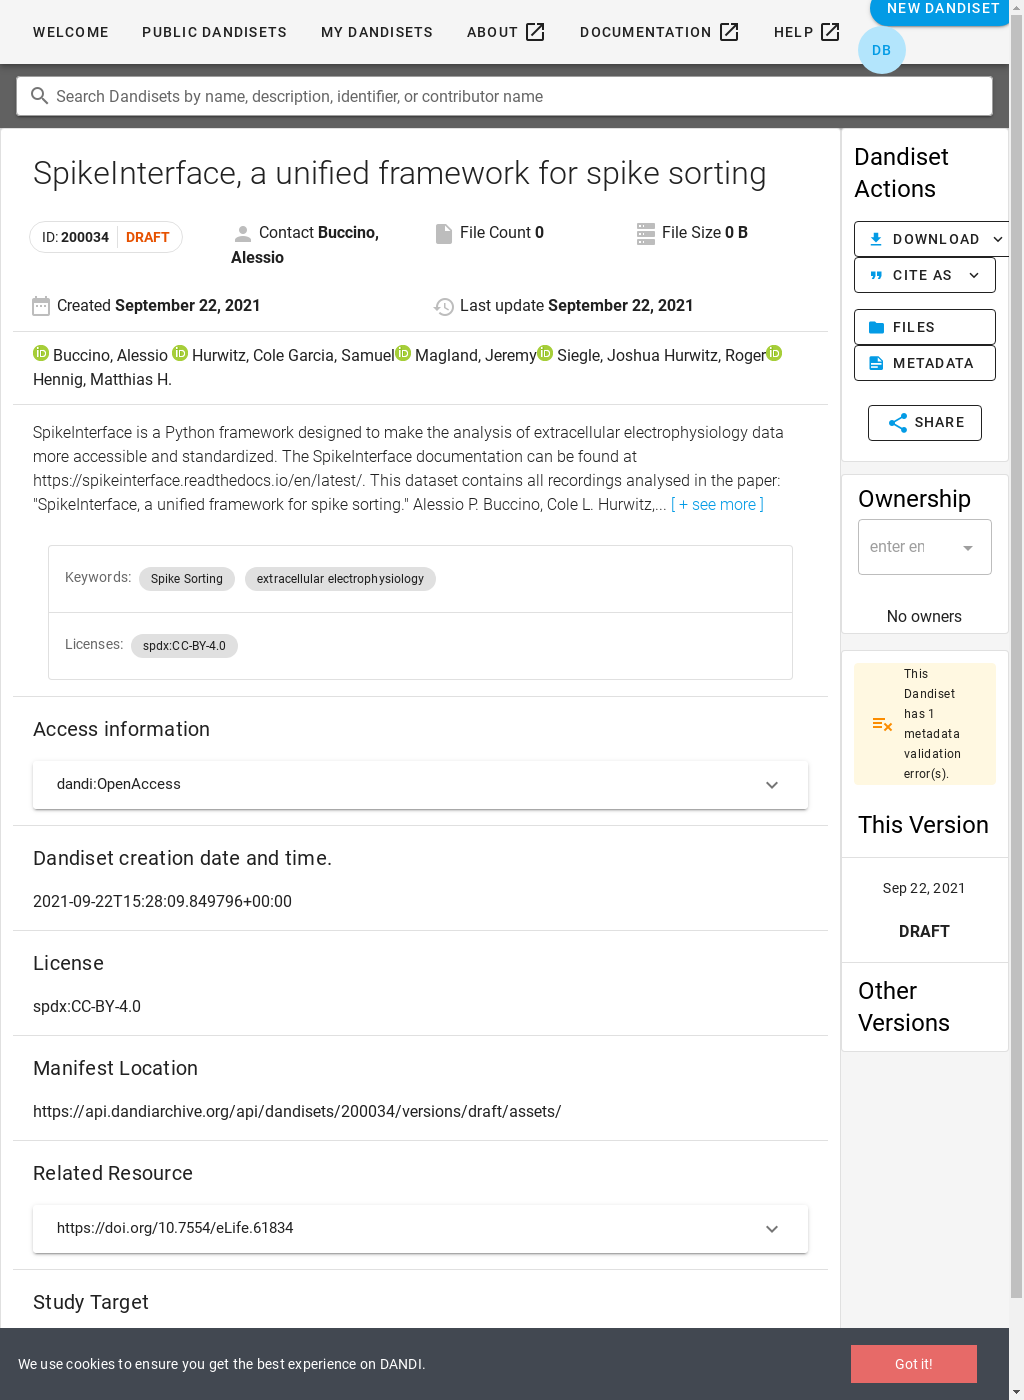 WELCOME PUBLIC DANDISETS MY DANDISETS ABOUT DOCUMENTATION HELP NEW DANDISET
DB
Search Dandisets by name, description, identifier, or contributor name
SpikeInterface, a unified framework for spike sorting
ID: 200034 DRAFT
Contact Buccino, Alessio
File Count 0
File Size 0 B
Created September 22, 2021
Last update September 22, 2021
iD Buccino, Alessio iD Hurwitz, Cole Garcia, Samuel iD Magland, Jeremy iD Siegle, Joshua Hurwitz, Roger iD
Hennig, Matthias H.
SpikeInterface is a Python framework designed to make the analysis of extracellular electrophysiology data
more accessible and standardized. The SpikeInterface documentation can be found at
https://spikeinterface.readthedocs.io/en/latest/. This dataset contains all recordings analysed in the paper:
"SpikeInterface, a unified framework for spike sorting." Alessio P. Buccino, Cole L. Hurwitz,... [ + see more ]
Keywords: Spike Sorting extracellular electrophysiology
Licenses: spdx:CC-BY-4.0
Access information
dandi:OpenAccess
Dandiset creation date and time.
2021-09-22T15:28:09.849796+00:00
License
spdx:CC-BY-4.0
Manifest Location
https://api.dandiarchive.org/api/dandisets/200034/versions/draft/assets/
Related Resource
https://doi.org/10.7554/eLife.61834
Study Target
Dandiset
Actions
DOWNLOAD
CITE AS
FILES
METADATA
SHARE
Ownership
enter en
No owners
This
Dandiset
has 1
metadata
validation
error(s).
This Version
Sep 22, 2021
DRAFT
Other
Versions
We use cookies to ensure you get the best experience on DANDI.
Got it!